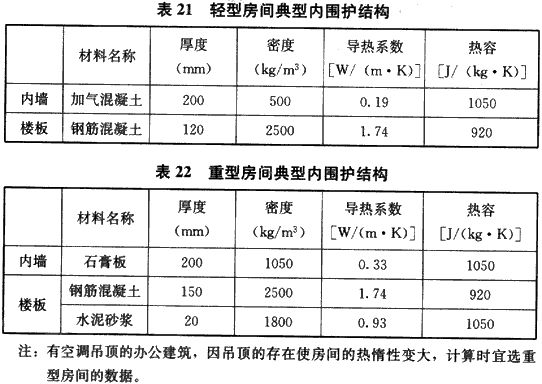 表 21 轻型房间典型内围护结构
材料名称 厚度 (mm) 密度 (kg/m³) 导热系数 [W/(m·K)] 热容 [J/(kg·K)]
内墙 加气混凝土 200 500 0.19 1050
楼板 钢筋混凝土 120 2500 1.74 920
表 22 重型房间典型内围护结构
材料名称 厚度 (mm) 密度 (kg/m³) 导热系数 [W/(m·K)] 热容 [J/(kg·K)]
内墙 石膏板 200 1050 0.33 1050
楼板 钢筋混凝土 150 2500 1.74 920
水泥砂浆 20 1800 0.93 1050
注：有空调吊顶的办公建筑，因吊顶的存在使房间的热惰性变大，计算时宜选重
型房间的数据。